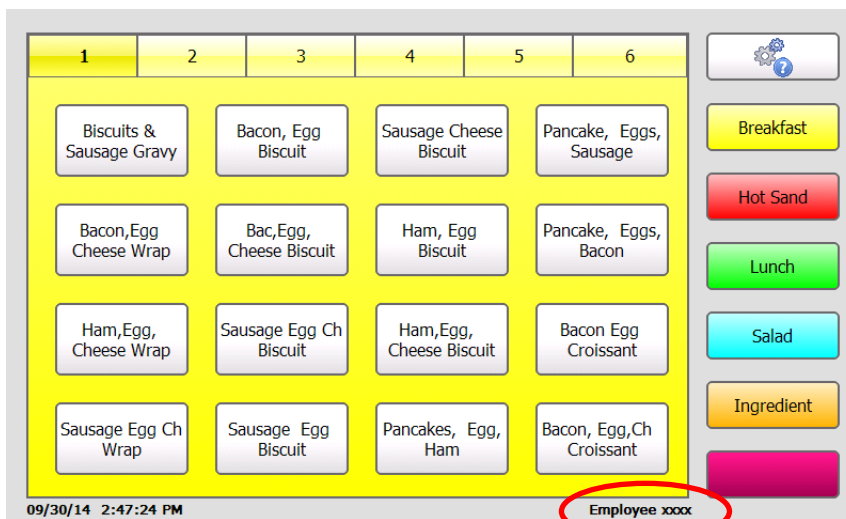 1 2 3 4 5 6
?
Biscuits &
Sausage Gravy
Bacon, Egg
Biscuit
Sausage Cheese
Biscuit
Pancake, Eggs,
Sausage
Bacon,Egg
Cheese Wrap
Bac,Egg,
Cheese Biscuit
Ham, Egg
Biscuit
Pancake, Eggs,
Bacon
Ham,Egg,
Cheese Wrap
Sausage Egg Ch
Biscuit
Ham,Egg,
Cheese Biscuit
Bacon Egg
Croissant
Sausage Egg Ch
Wrap
Sausage Egg
Biscuit
Pancakes, Egg,
Ham
Bacon, Egg,Ch
Croissant
Breakfast
Hot Sand
Lunch
Salad
Ingredient
09/30/14 2:47:24 PM
Employee xxxx